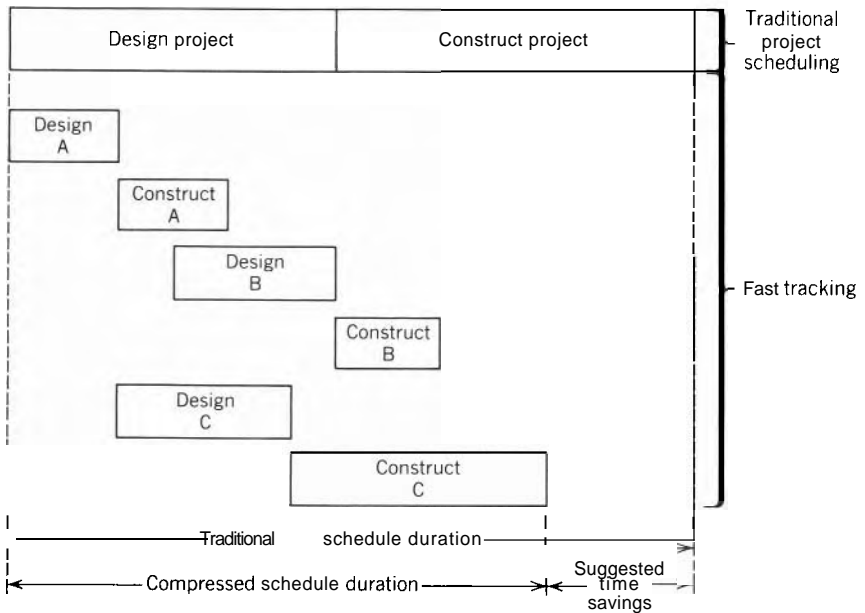 Design project
Construct project
Traditional
project
scheduling
Design
A
Construct
A
Design
B
Fast tracking
Construct
B
Design
C
Construct
C
Traditional schedule duration
Compressed schedule duration
Suggested
time
savings